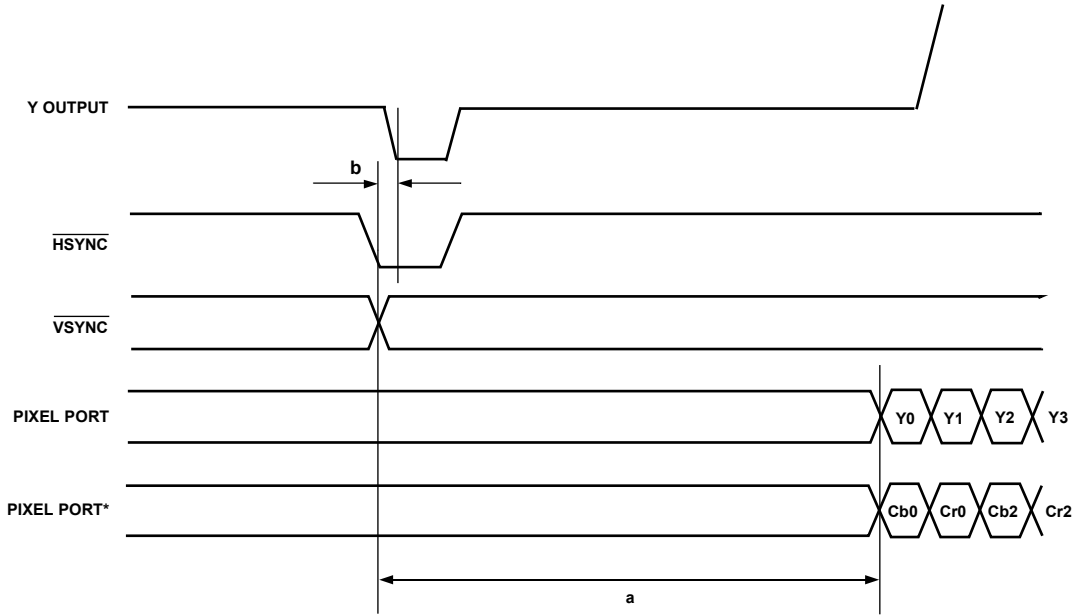 Y OUTPUT
b
HSYNC
VSYNC
PIXEL PORT Y0 Y1 Y2 Y3
PIXEL PORT* Cb0 Cr0 Cb2 Cr2
a